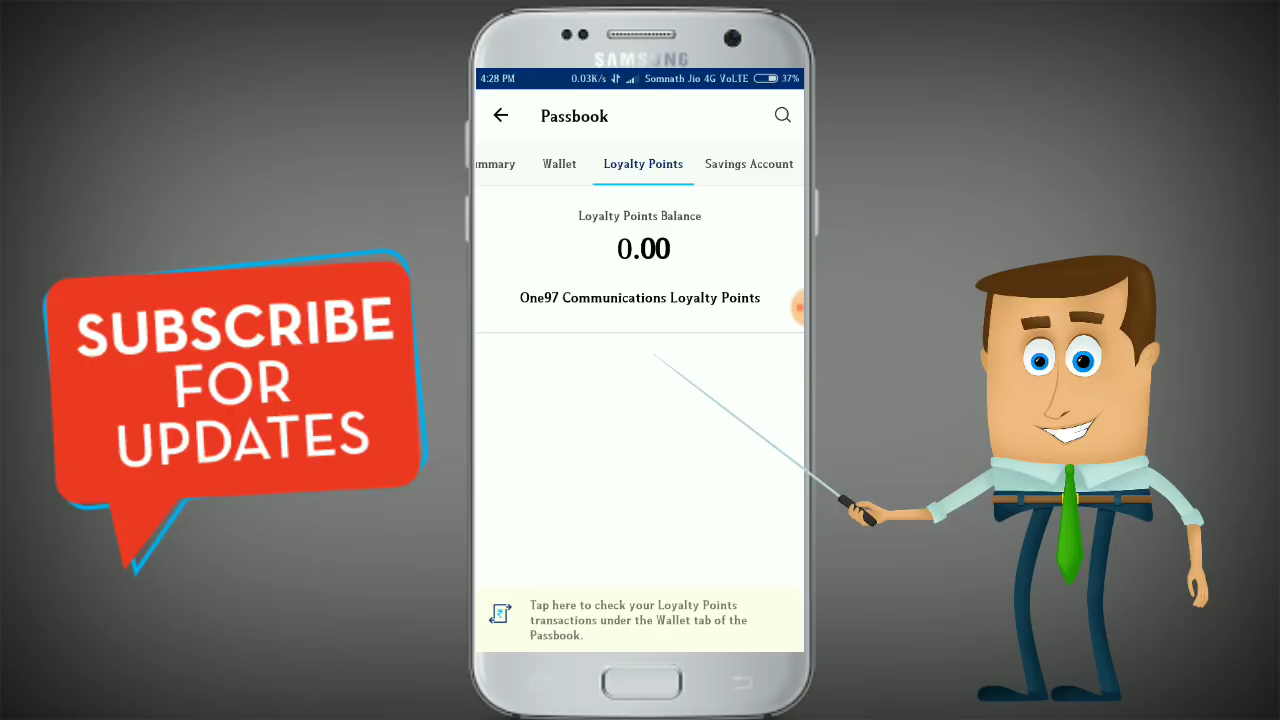 SAMSUNG
4:28 PM 0.03K/s Somnath Jio 4G VoLTE 37%
Passbook
mmary Wallet Loyalty Points Savings Account
Loyalty Points Balance
0.00
One97 Communications Loyalty Points
Tap here to check your Loyalty Points
transactions under the Wallet tab of the
Passbook.
SUBSCRIBE
FOR
UPDATES